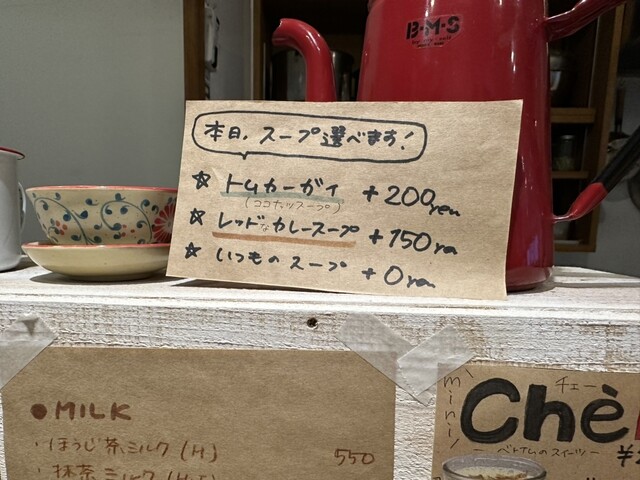 B・M・S
本日、スープ選べます!
☆ トムカーガイ +200yen
(ココナッツスープ)
☆ レッドなカレースープ +150yen
☆ いつものスープ +0yen
●MILK
・ほうじ茶ミルク(H.)
550
・抹茶ミルク
mini
チェー
Chè
ベトナムのスイーツ